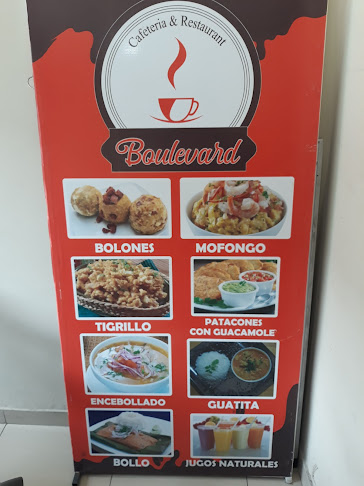 Cafeteria & Restaurant
Boulevard
BOLONES
MOFONGO
TIGRILLO
PATACONES
CON GUACAMOLE
ENCEBOLLADO
GUATITA
BOLLO
JUGOS NATURALES